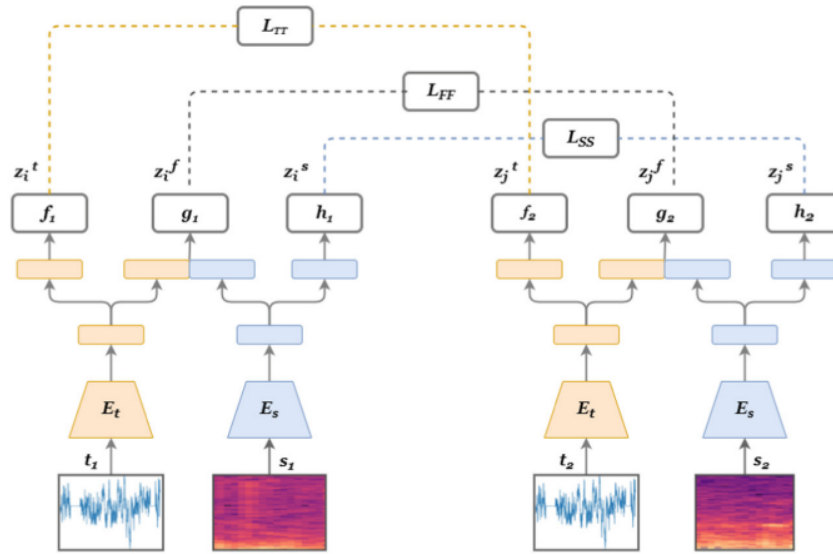 L_TT
L_FF
L_SS
z_i^t z_i^f z_i^s z_j^t z_j^f z_j^s
f_1 g_1 h_1 f_2 g_2 h_2
E_t E_s E_t E_s
t_1 s_1 t_2 s_2